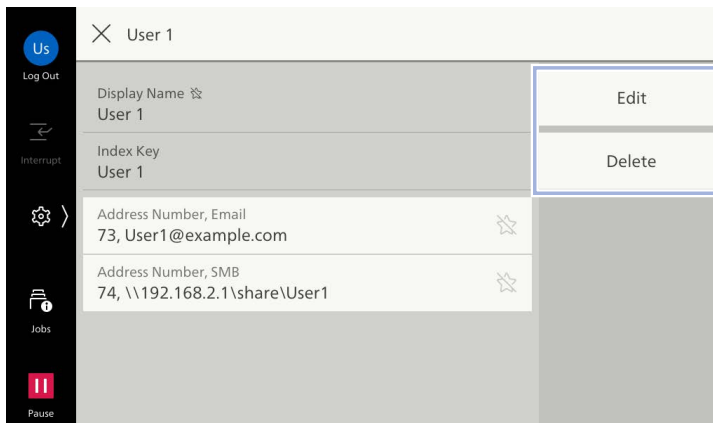 Us
Log Out
Interrupt
Jobs
Pause
User 1
Display Name
User 1
Index Key
User 1
Address Number, Email
73, User1@example.com
Address Number, SMB
74, \\192.168.2.1\share\User1
Edit
Delete